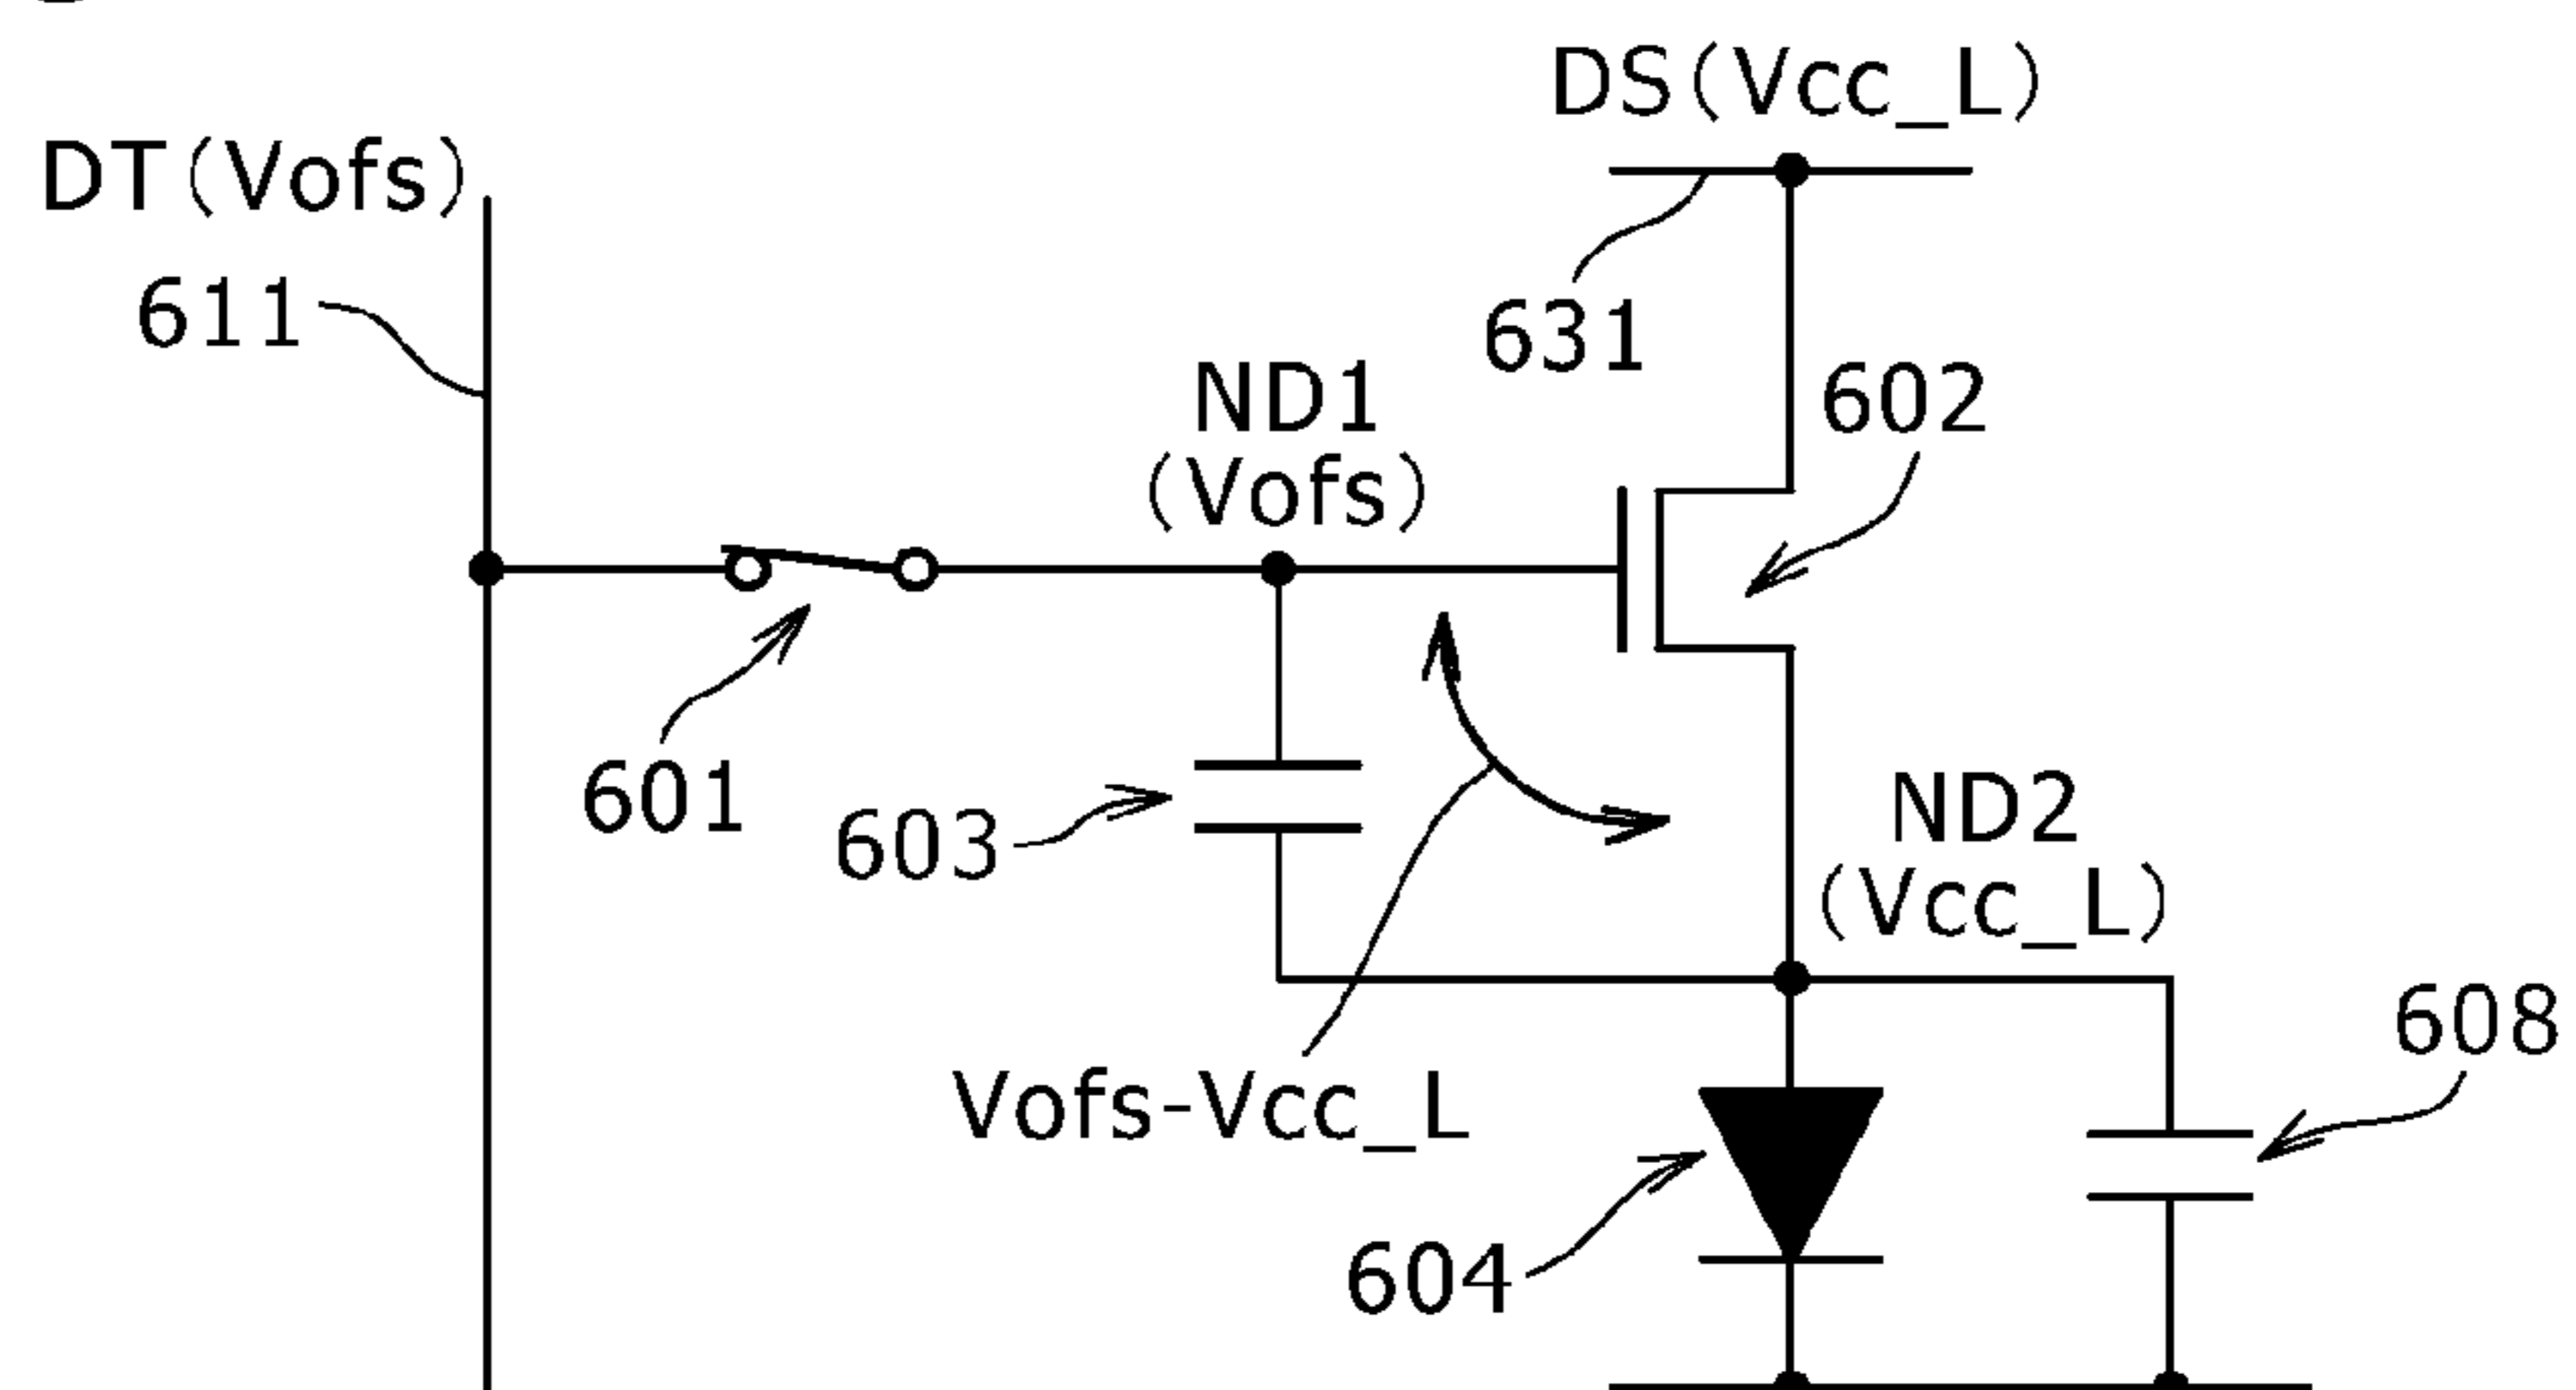 DS(Vcc_L)
DT(Vofs)
611
631
ND1
(Vofs)
602
601
603
ND2
(Vcc_L)
608
Vofs-Vcc_L
604